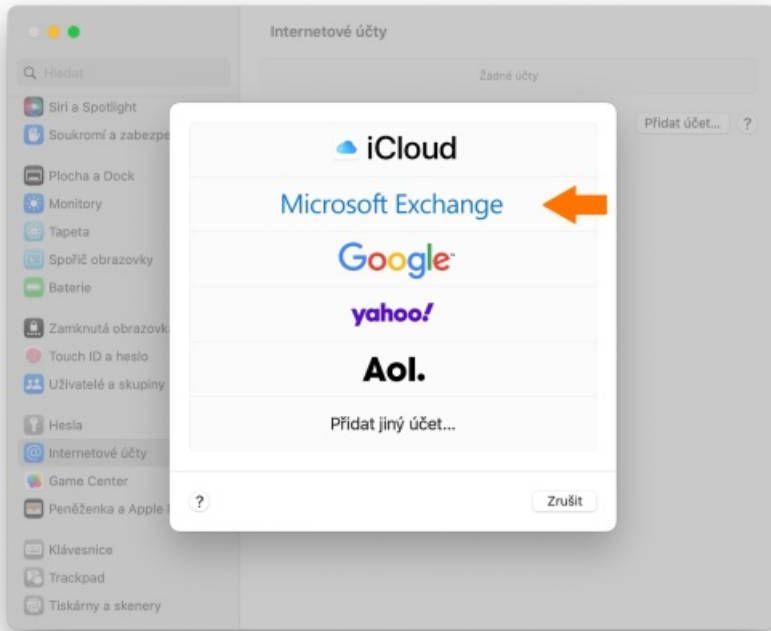 Internetové účty
Hledat
Žádné účty
Siri a Spotlight
Soukromí a zabezpe
Přidat účet...
?
Plocha a Dock
Monitory
Tapeta
Spořič obrazovky
Baterie
Zamknutá obrazovk
Touch ID a heslo
Uživatelé a skupiny
Hesla
Internetové účty
Game Center
Peněženka a Apple
Klávesnice
Trackpad
Tiskárny a skenery
iCloud
Microsoft Exchange
Google
yahoo!
Aol.
Přidat jiný účet...
?
Zrušit